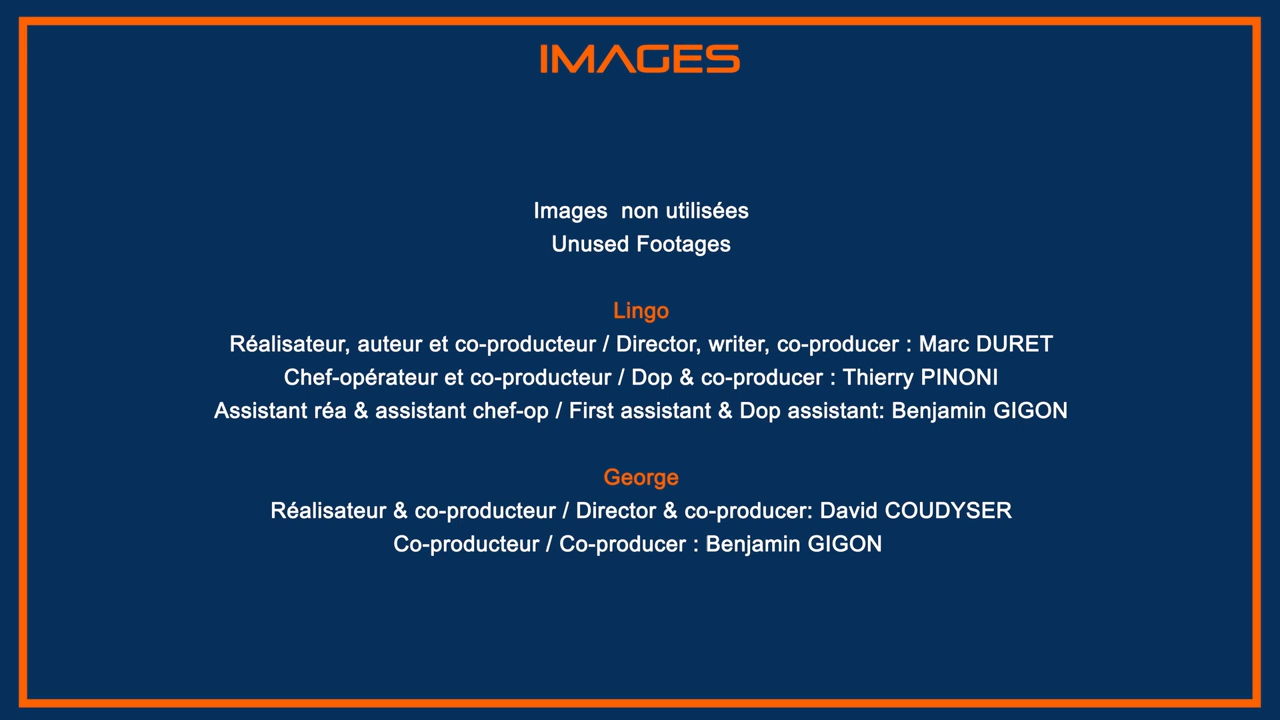 IMAGES
Images  non utilisées
Unused Footages
Lingo
Réalisateur, auteur et co-producteur / Director, writer, co-producer : Marc DURET
Chef-opérateur et co-producteur / Dop & co-producer : Thierry PINONI
Assistant réa & assistant chef-op / First assistant & Dop assistant: Benjamin GIGON
George
Réalisateur & co-producteur / Director & co-producer: David COUDYSER
Co-producteur / Co-producer : Benjamin GIGON